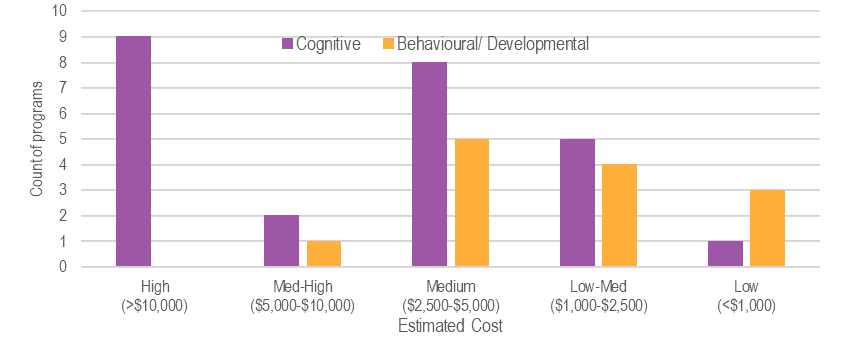 10
9
8
7
6
5
4
3
2
1
0
Count of programs
Cognitive
Behavioural/ Developmental
High
(>$10,000)
Med-High
($5,000-$10,000)
Medium
($2,500-$5,000)
Low-Med
($1,000-$2,500)
Low
(<$1,000)
Estimated Cost